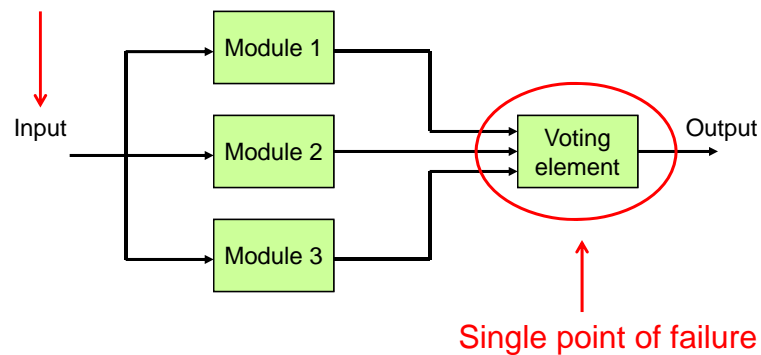 Module 1
Input
Module 2
Voting
element
Output
Module 3
Single point of failure